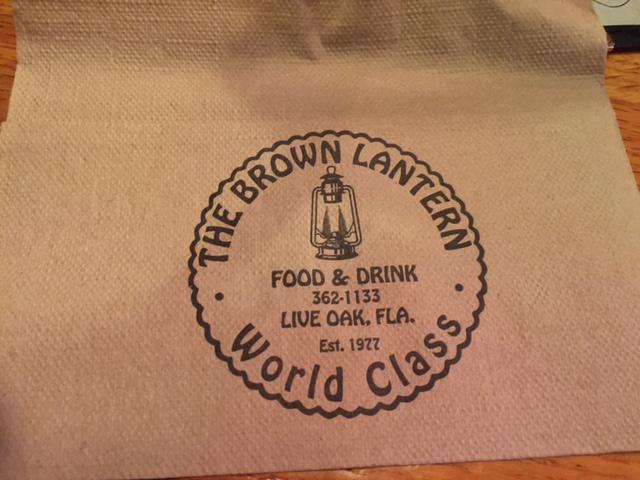 THE BROWN LANTERN
FOOD & DRINK
362-1133
LIVE OAK, FLA.
Est. 1977
World Class